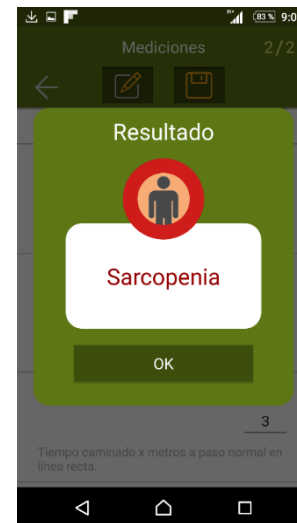 83% 9:0
Mediciones 2/2
Resultado
Sarcopenia
OK
3
Tiempo caminado x metros a paso normal en
línea recta.